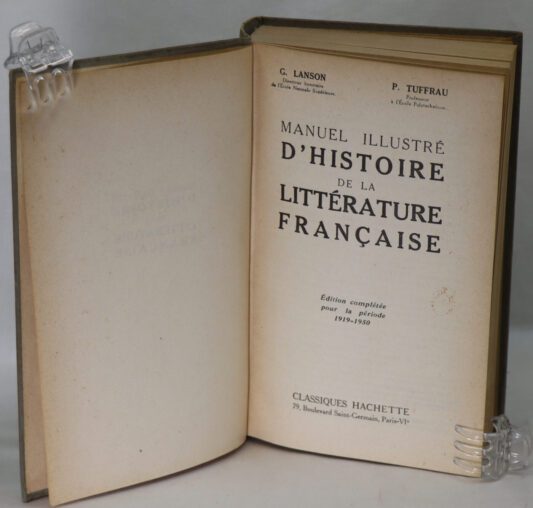 G. LANSON
Directeur honoraire
de l'École Normale Supérieure.
P. TUFFRAU
Professeur
à l'École Polytechnique.
MANUEL ILLUSTRÉ
D'HISTOIRE
DE LA
LITTÉRATURE
FRANÇAISE
Édition complétée
pour la période
1919-1950
CLASSIQUES HACHETTE
79, Boulevard Saint-Germain, Paris-VIe